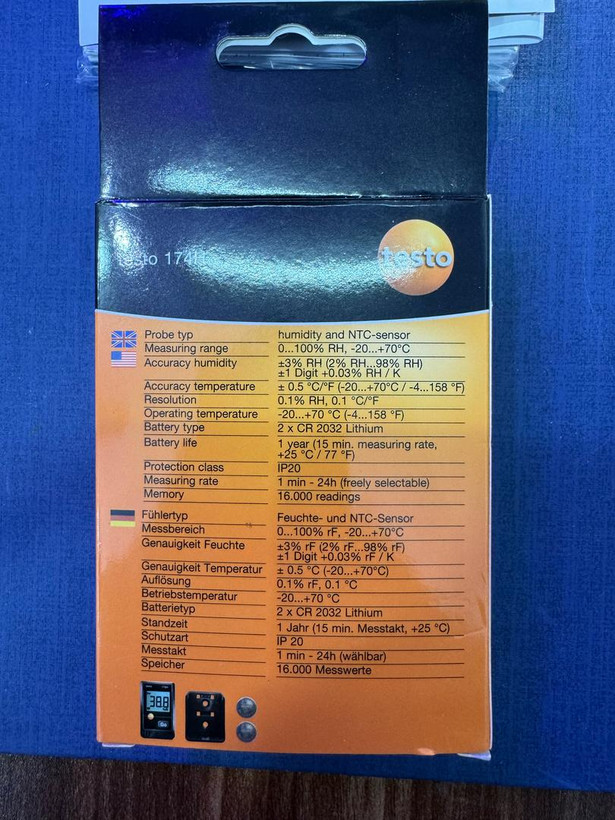 testo 174H
testo
Probe typ humidity and NTC-sensor
Measuring range 0...100% RH, -20...+70°C
Accuracy humidity ±3% RH (2% RH...98% RH)
±1 Digit +0.03% RH / K
Accuracy temperature ± 0.5 °C/°F (-20...+70°C / -4...158 °F)
Resolution 0.1% RH, 0.1 °C/°F
Operating temperature -20...+70 °C (-4...158 °F)
Battery type 2 x CR 2032 Lithium
Battery life 1 year (15 min. measuring rate,
+25 °C / 77 °F)
Protection class IP20
Measuring rate 1 min - 24h (freely selectable)
Memory 16.000 readings
Fühlertyp Feuchte- und NTC-Sensor
Messbereich 0...100% rF, -20...+70°C
Genauigkeit Feuchte ±3% rF (2% rF...98% rF)
±1 Digit +0.03% rF / K
Genauigkeit Temperatur ± 0.5 °C (-20...+70°C)
Auflösung 0.1% rF, 0.1 °C
Betriebstemperatur -20...+70 °C
Batterietyp 2 x CR 2032 Lithium
Standzeit 1 Jahr (15 min. Messtakt, +25 °C)
Schutzart IP 20
Messtakt 1 min - 24h (wählbar)
Speicher 16.000 Messwerte